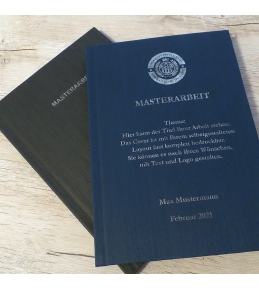 MASTERARBEIT
MASTERARBEIT
Thema:
Hier kann der Titel Ihrer Arbeit stehen.
Das Cover ist mit Ihrem selbstgestalteten
Layout fast komplett bedruckbar.
Sie können es nach Ihren Wünschen,
mit Text und Logo gestalten.
Max Mustermann
Februar 2021